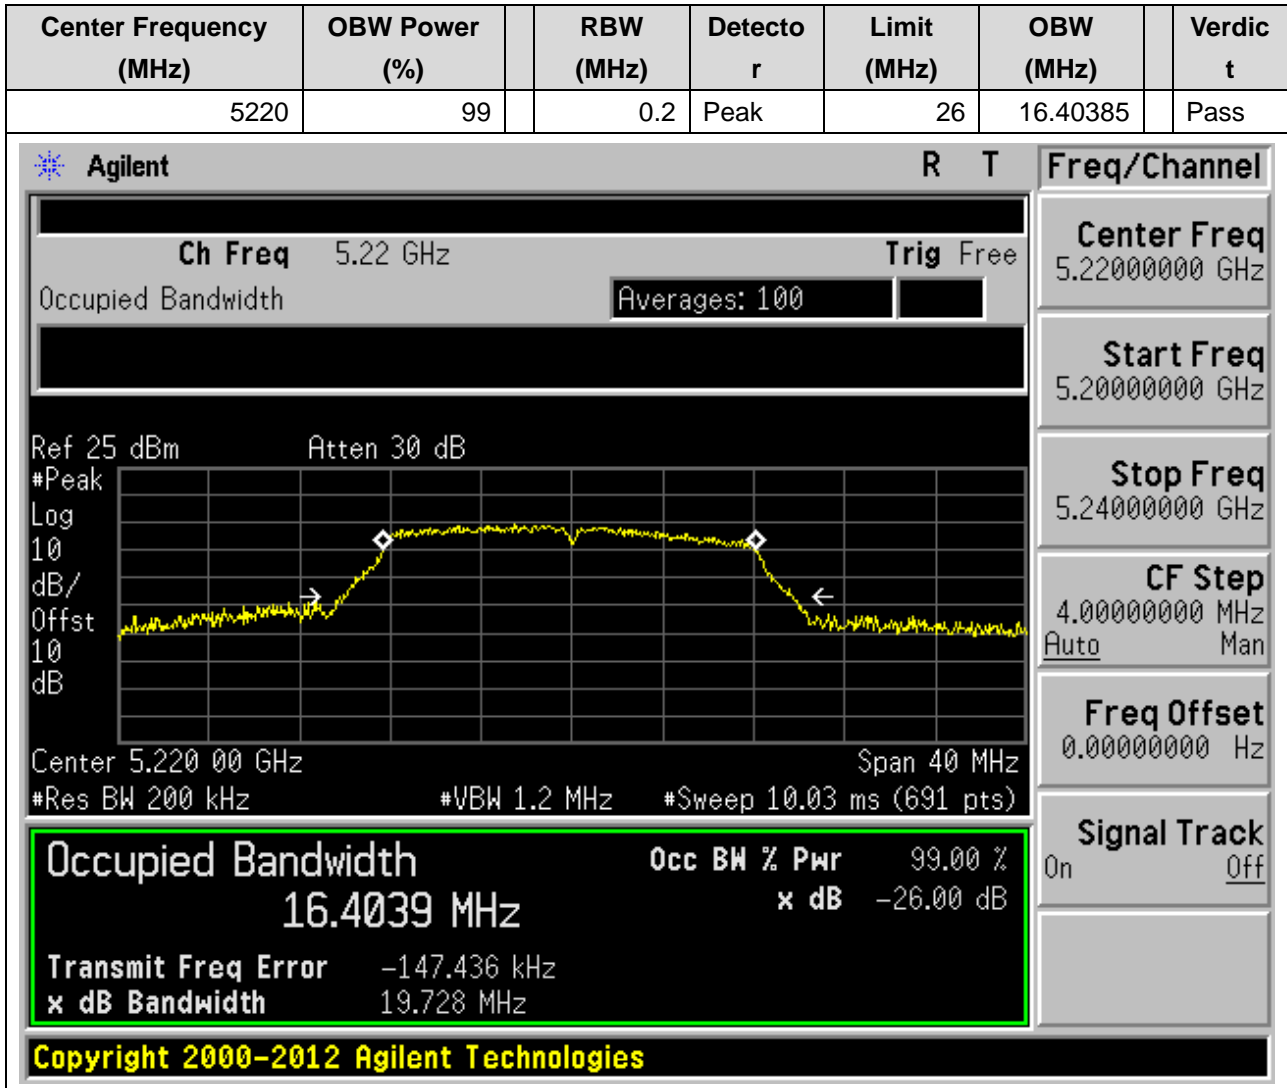 Center Frequency OBW Power RBW Detecto Limit OBW Verdic
(MHz) (%) (MHz) r (MHz) (MHz) t
5220 99 0.2 Peak 26 16.40385 Pass
Agilent R T Freq/Channel
Ch Freq 5.22 GHz Trig Free
Occupied Bandwidth Averages: 100
Center Freq
5.22000000 GHz
Start Freq
5.20000000 GHz
Stop Freq
5.24000000 GHz
CF Step
4.00000000 MHz
Auto Man
Freq Offset
0.00000000 Hz
Signal Track
On Off
Ref 25 dBm Atten 30 dB
#Peak
Log
10
dB/
Offst
10
dB
Center 5.220 00 GHz Span 40 MHz
#Res BW 200 kHz #VBW 1.2 MHz #Sweep 10.03 ms (691 pts)
Occupied Bandwidth Occ BW % Pwr 99.00 %
16.4039 MHz x dB -26.00 dB
Transmit Freq Error -147.436 kHz
x dB Bandwidth 19.728 MHz
Copyright 2000-2012 Agilent Technologies